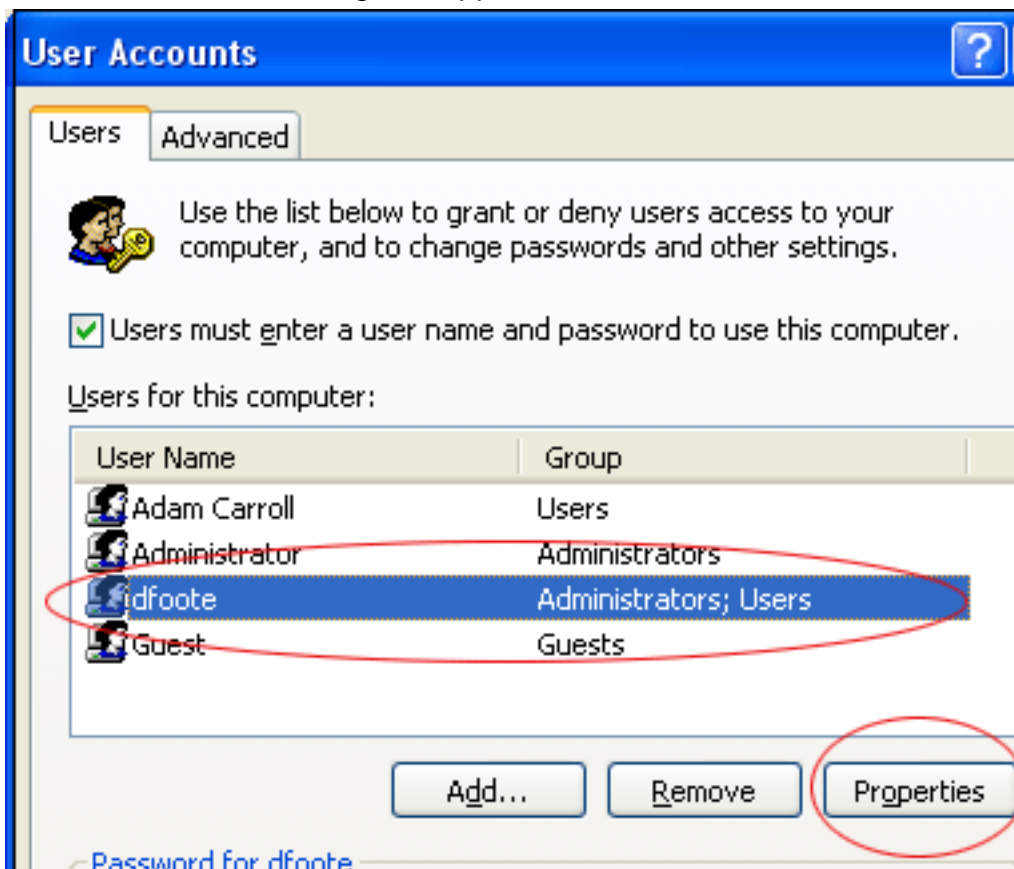 User Accounts
?
Users
Advanced
Use the list below to grant or deny users access to your
computer, and to change passwords and other settings.
Users must enter a user name and password to use this computer.
Users for this computer:
User Name Group
Adam Carroll Users
Administrator Administrators
dfoote Administrators; Users
Guest Guests
Add... Remove Properties
Password for dfoote